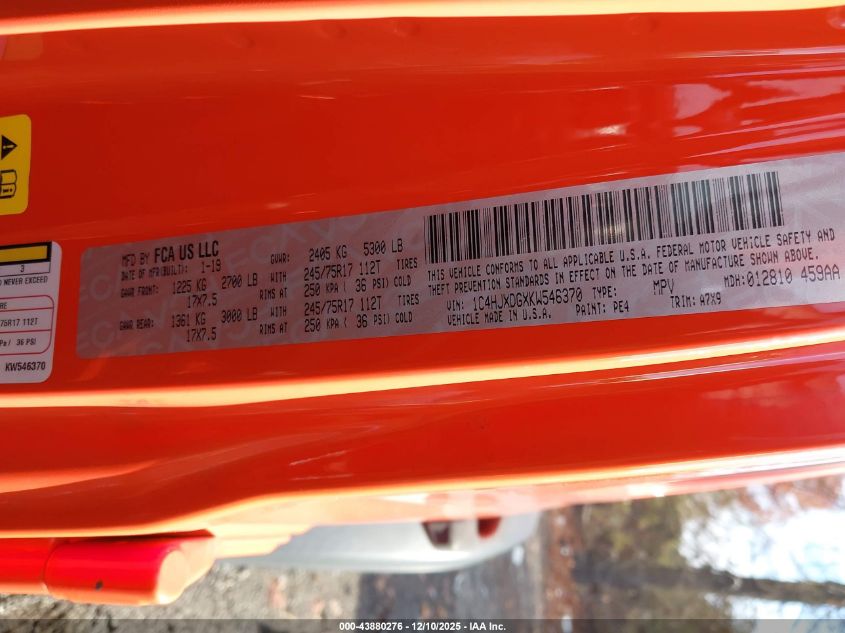 MFD BY FCA US LLC
DATE OF MFR(BUILT): 1-19 GVWR: 2405 KG 5300 LB
GAWR FRONT: 1225 KG 2700 LB WITH 245/75R17 112T TIRES
17X7.5 RIMS AT 250 KPA ( 36 PSI) COLD
GAWR REAR: 1361 KG 3000 LB WITH 245/75R17 112T TIRES
17X7.5 RIMS AT 250 KPA ( 36 PSI) COLD
THIS VEHICLE CONFORMS TO ALL APPLICABLE U.S.A. FEDERAL MOTOR VEHICLE SAFETY AND
THEFT PREVENTION STANDARDS IN EFFECT ON THE DATE OF MANUFACTURE SHOWN ABOVE.
VIN: 1C4HJXDGXKW546370 TYPE: MPV MDH:012810 459AA
VEHICLE MADE IN U.S.A. PAINT: PE4 TRIM: A7X9
3
NEVER EXCEED
RE
75R17 112T
Pa/ 36 PSI
KW546370
000-43880276 - 12/10/2025 - IAA Inc.